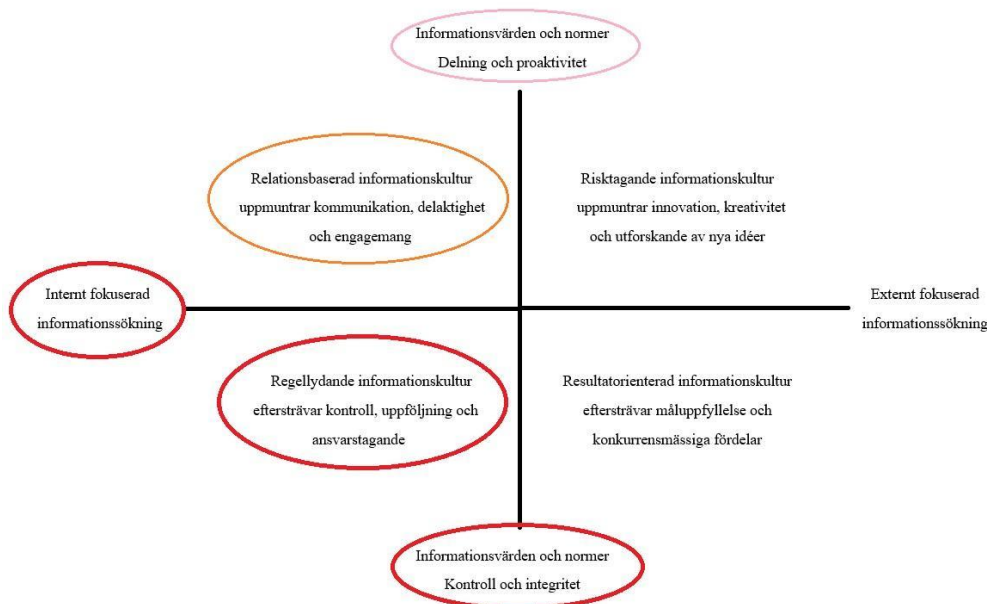 Informationsvärden och normer
Delning och proaktivitet
Relationsbaserad informationskultur
uppmuntrar kommunikation, delaktighet
och engagemang
Risktagande informationskultur
uppmuntrar innovation, kreativitet
och utforskande av nya idéer
Internt fokuserad
informationssökning
Externt fokuserad
informationssökning
Regellydande informationskultur
eftersträvar kontroll, uppföljning och
ansvarstagande
Resultatorienterad informationskultur
eftersträvar måluppfyllelse och
konkurrensmässiga fördelar
Informationsvärden och normer
Kontroll och integritet